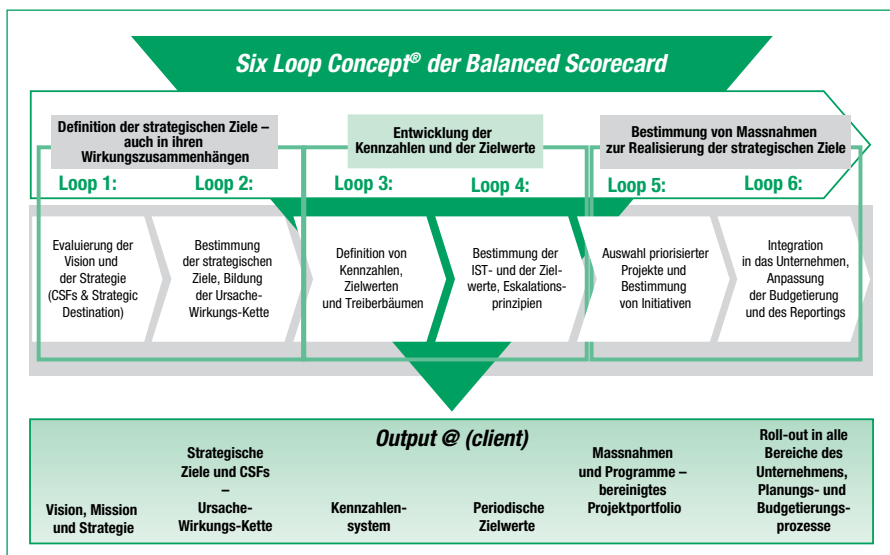 Six Loop Concept® der Balanced Scorecard
Definition der strategischen Ziele –
auch in ihren
Wirkungszusammenhängen
Entwicklung der
Kennzahlen und der Zielwerte
Bestimmung von Massnahmen
zur Realisierung der strategischen Ziele
Loop 1:
Loop 2:
Loop 3:
Loop 4:
Loop 5:
Loop 6:
Evaluierung der
Vision und
der Strategie
(CSFs & Strategic
Destination)
Bestimmung
der strategischen
Ziele, Bildung
der Ursache-
Wirkungs-Kette
Definition von
Kennzahlen,
Zielwerten
und Treiberbäumen
Bestimmung der
IST- und der Ziel-
werte, Eskalations-
prinzipien
Auswahl priorisierter
Projekte und
Bestimmung
von Initiativen
Integration
in das Unternehmen,
Anpassung
der Budgetierung
und des Reportings
Output @ (client)
Vision, Mission
und Strategie
Strategische
Ziele und CSFs
–
Ursache-
Wirkungs-Kette
Kennzahlen-
system
Periodische
Zielwerte
Massnahmen
und Programme –
bereinigtes
Projektportfolio
Roll-out in alle
Bereiche des
Unternehmens,
Planungs- und
Budgetierungs-
prozesse